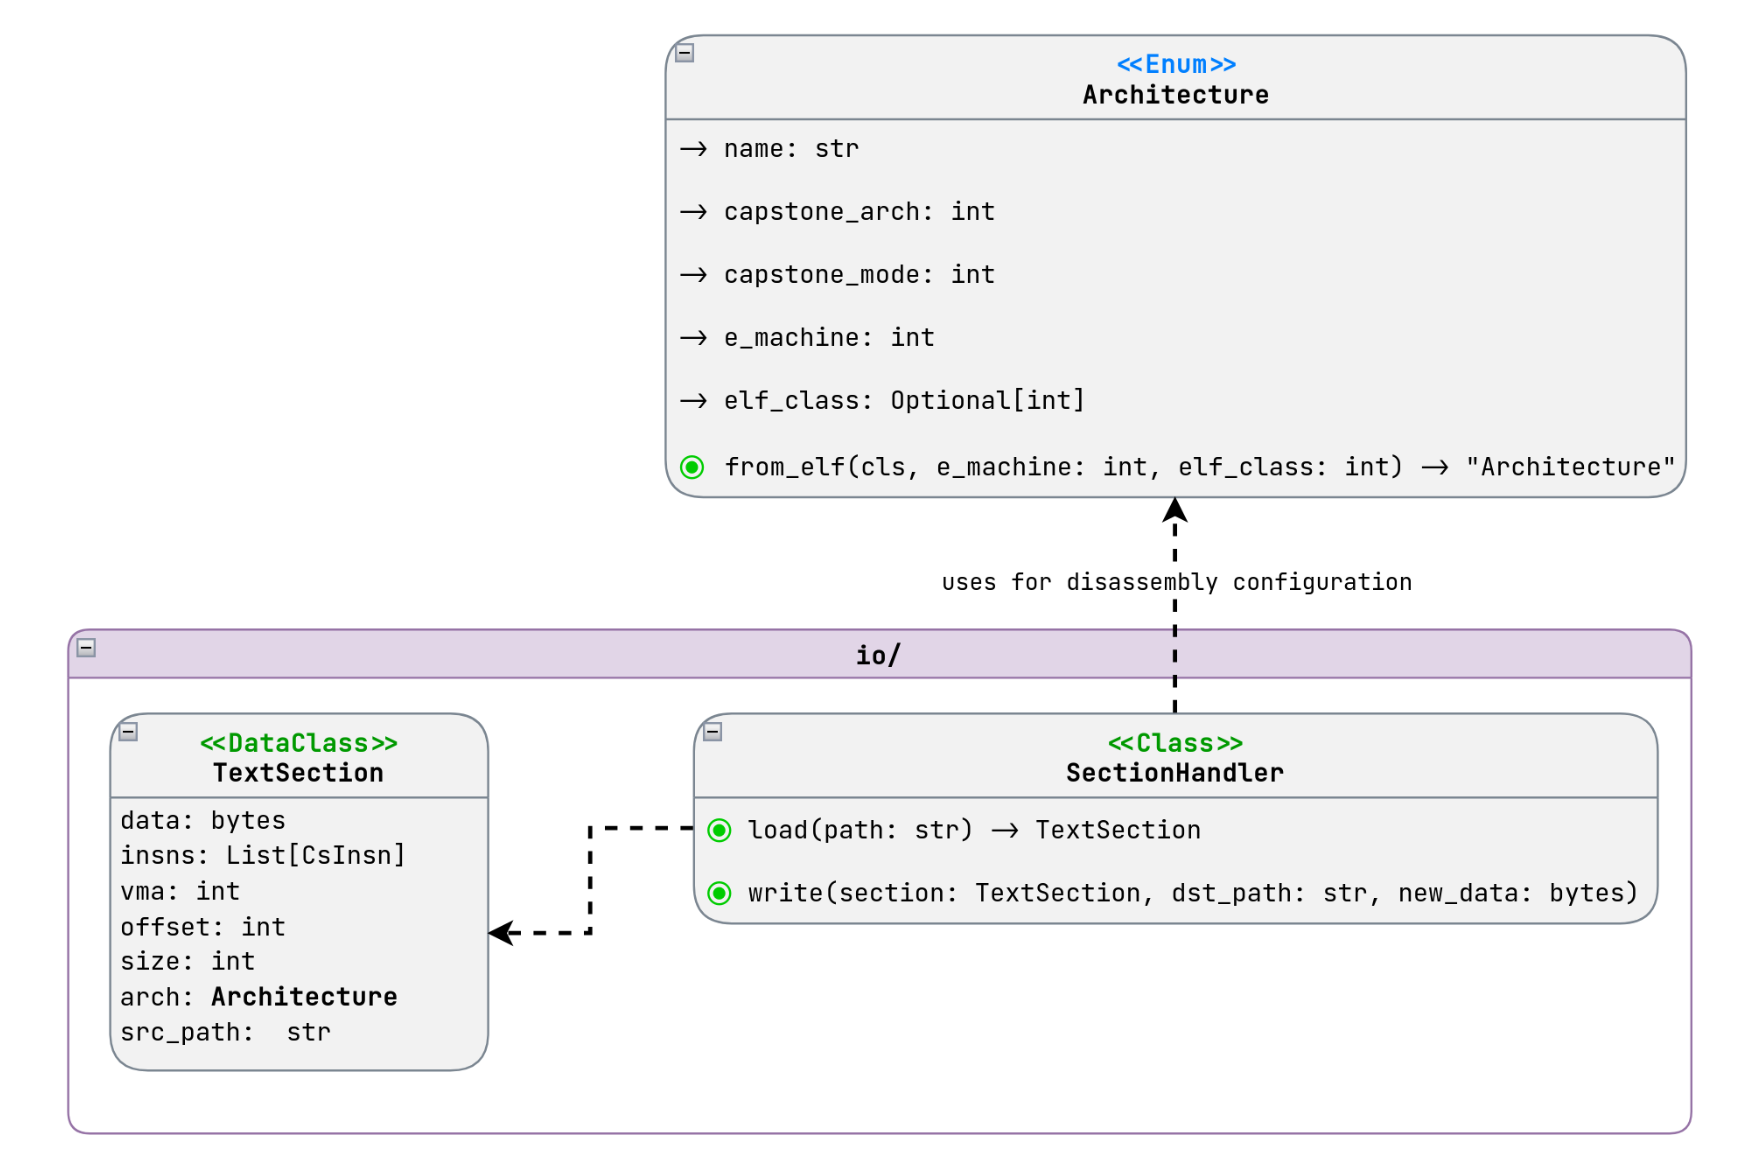 <<Enum>>
Architecture
→ name: str
→ capstone_arch: int
→ capstone_mode: int
→ e_machine: int
→ elf_class: Optional[int]
from_elf(cls, e_machine: int, elf_class: int) → "Architecture"
uses for disassembly configuration
io/
<<DataClass>>
TextSection
data: bytes
insns: List[CsInsn]
vma: int
offset: int
size: int
arch: Architecture
src_path:  str
<<Class>>
SectionHandler
load(path: str) → TextSection
write(section: TextSection, dst_path: str, new_data: bytes)